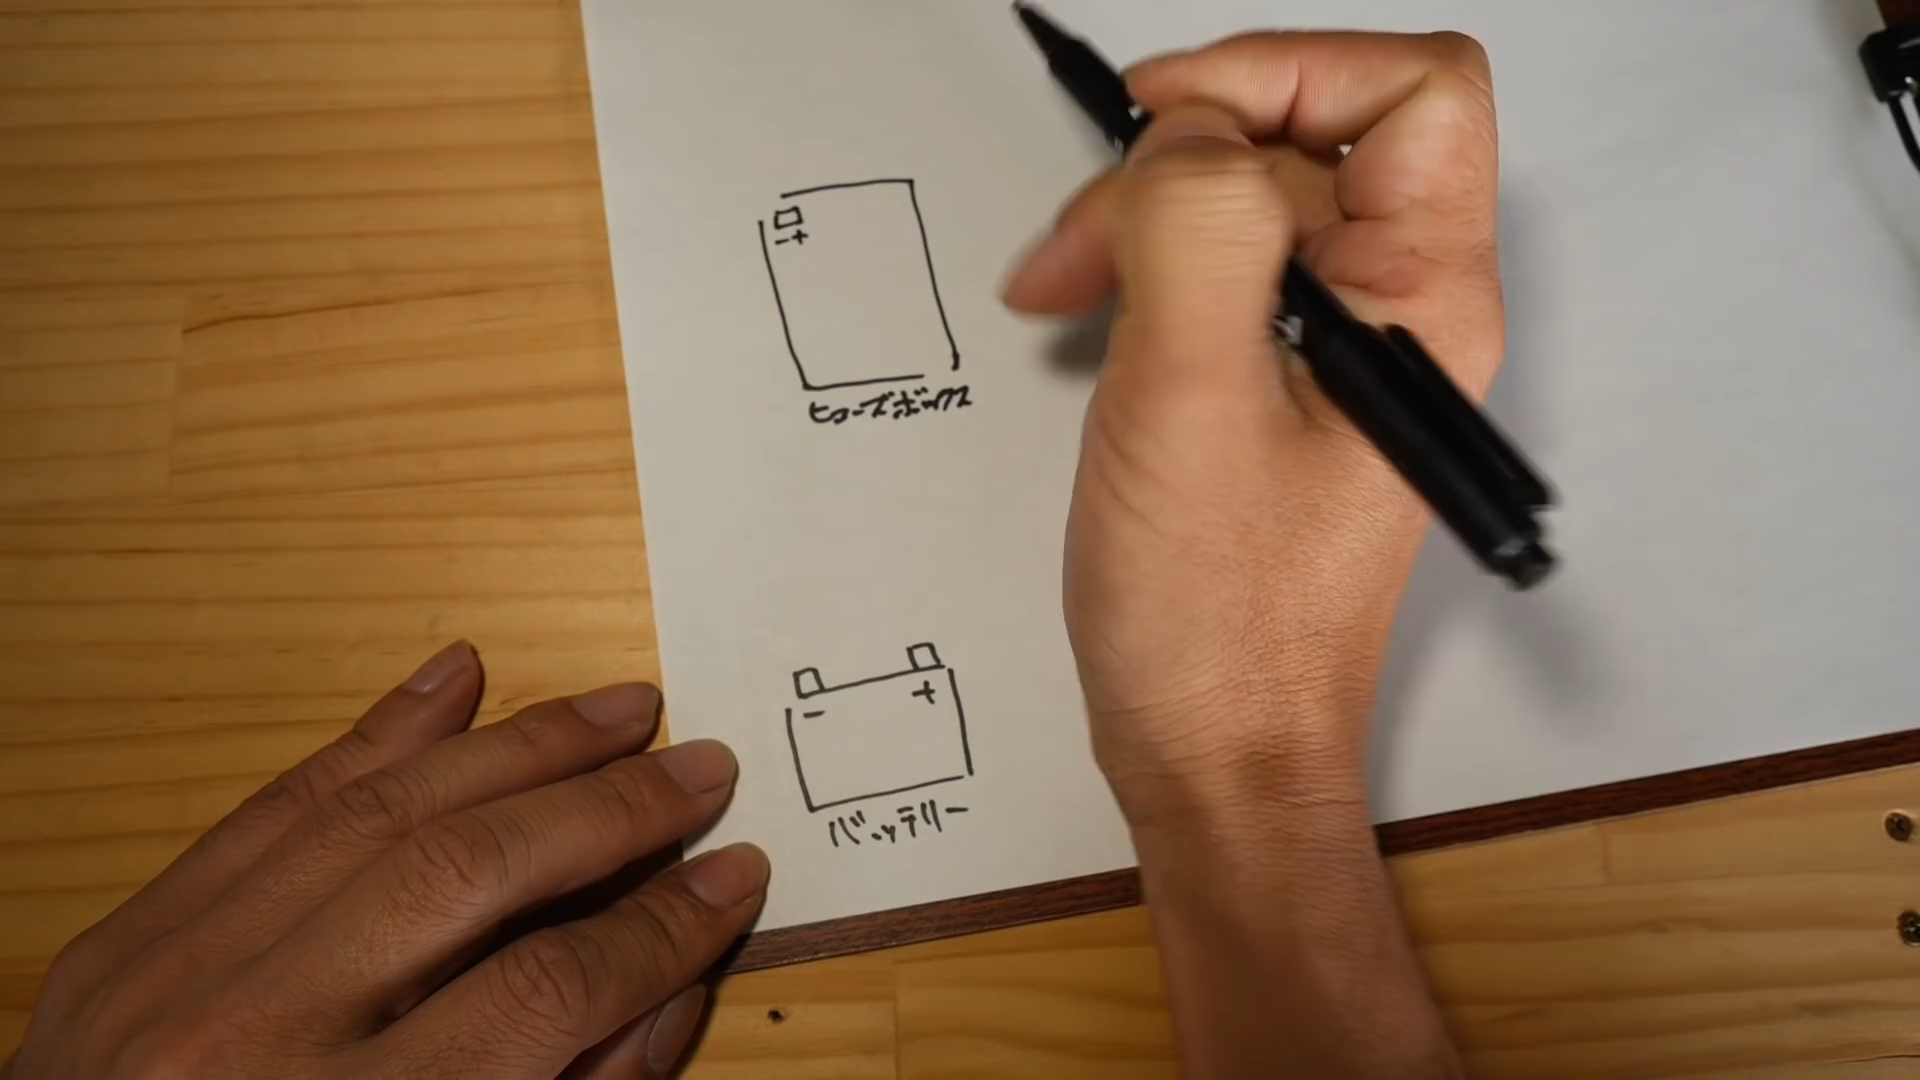 - +
ヒューズボックス
- +
バッテリー